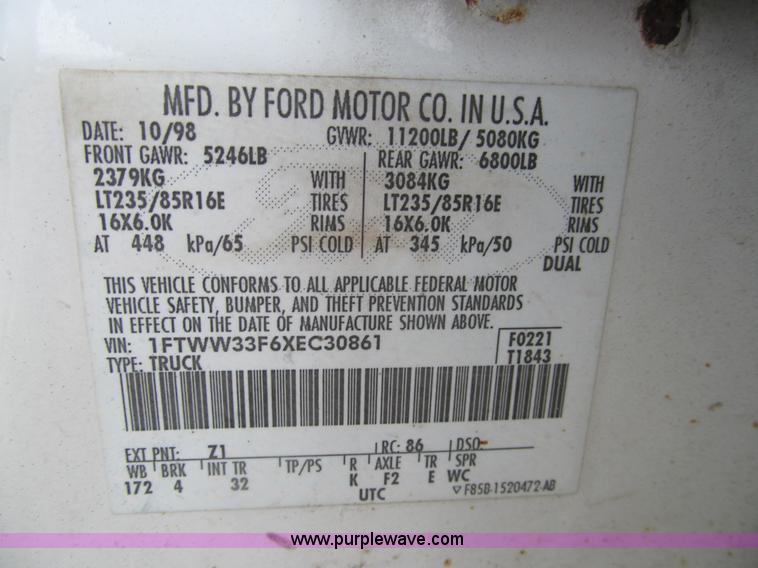 MFD. BY FORD MOTOR CO. IN U.S.A.
DATE: 10/98 GVWR: 11200LB/ 5080KG
FRONT GAWR: 5246LB REAR GAWR: 6800LB
2379KG WITH 3084KG WITH
LT235/85R16E TIRES LT235/85R16E TIRES
16X6.0K RIMS 16X6.0K RIMS
AT 448 kPa/65 PSI COLD AT 345 kPa/50 PSI COLD
DUAL
THIS VEHICLE CONFORMS TO ALL APPLICABLE FEDERAL MOTOR
VEHICLE SAFETY, BUMPER, AND THEFT PREVENTION STANDARDS
IN EFFECT ON THE DATE OF MANUFACTURE SHOWN ABOVE.
VIN: 1FTWW33F6XEC30861 F0221
TYPE: TRUCK T1843
EXT PNT: Z1 RC: 86 DSO:
WB BRK INT TR TP/PS R AXLE TR SPR
172 4 32 K F2 E WC
UTC ▽ F85B-1520472-AB
www.purplewave.com